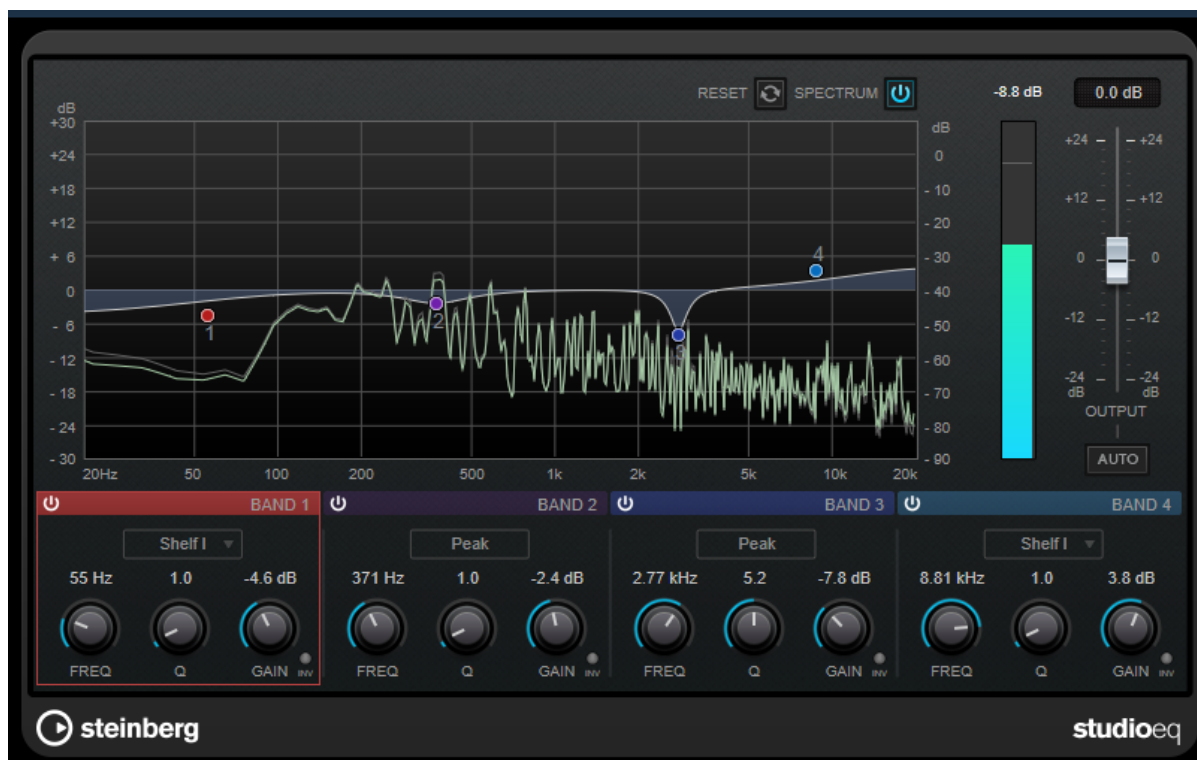 RESET SPECTRUM -8.8 dB 0.0 dB
dB
+30
+24
+18
+12
+ 6
0
- 6
- 12
- 18
- 24
- 30
dB
0
- 10
- 20
- 30
- 40
- 50
- 60
- 70
- 80
- 90
1
2
3
4
20Hz 50 100 200 500 1k 2k 5k 10k 20k
+24 +24
+12 +12
0 0
-12 -12
-24 -24
dB dB
OUTPUT
AUTO
BAND 1 BAND 2 BAND 3 BAND 4
Shelf I Peak Peak Shelf I
55 Hz 1.0 -4.6 dB 371 Hz 1.0 -2.4 dB 2.77 kHz 5.2 -7.8 dB 8.81 kHz 1.0 3.8 dB
FREQ Q GAIN INV FREQ Q GAIN INV FREQ Q GAIN INV FREQ Q GAIN INV
steinberg studioeq